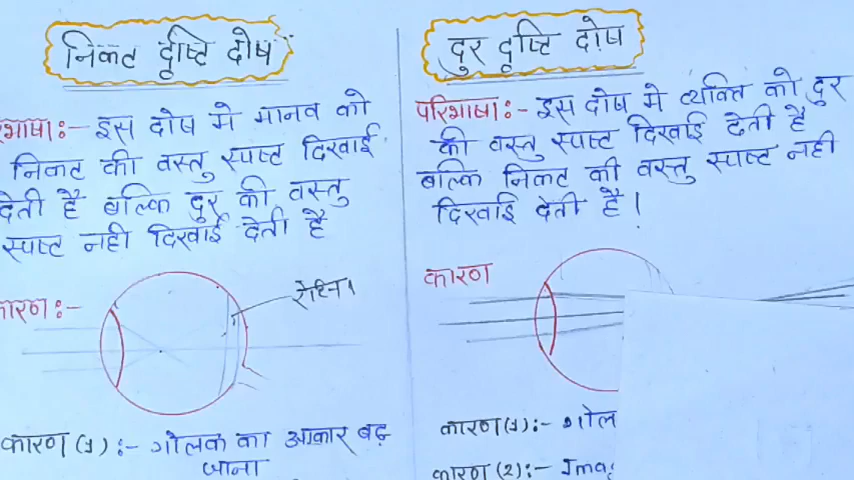 निकट दृष्टि दोष
रिभाषा:- इस दोष मे मानव को
निकट की वस्तु स्पष्ट दिखाई
देती है बल्कि दुर की वस्तु
स्पष्ट नही दिखाई देती है
कारण:-
रेटिना
कारण (1):- गोलक का आकार बढ़
जाना
दुर दृष्टि दोष
परिभाषा:- इस दोष मे व्यक्ति को दुर
की वस्तु स्पष्ट दिखाई देती है
बल्कि निकट की वस्तु स्पष्ट नही
दिखाई देती है।
कारण
कारण (1):- गोल
कारण (2):- Imag